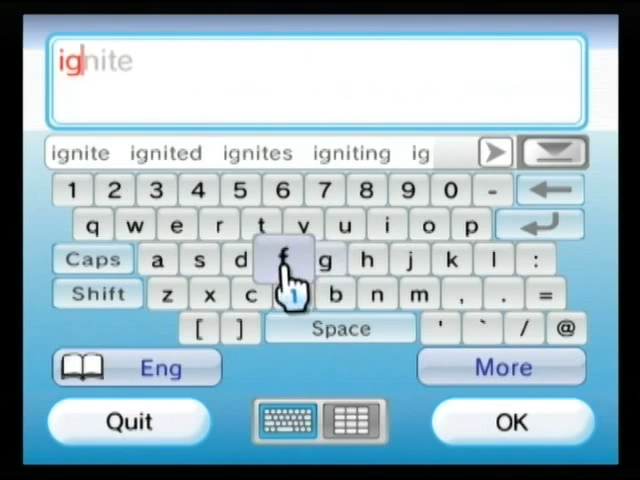 ignite
ignite ignited ignites igniting ig
1 2 3 4 5 6 7 8 9 0 -
q w e r t y u i o p
Caps a s d f g h j k l :
Shift z x c 1 b n m , . =
[ ] Space ' ` / @
Eng More
Quit OK